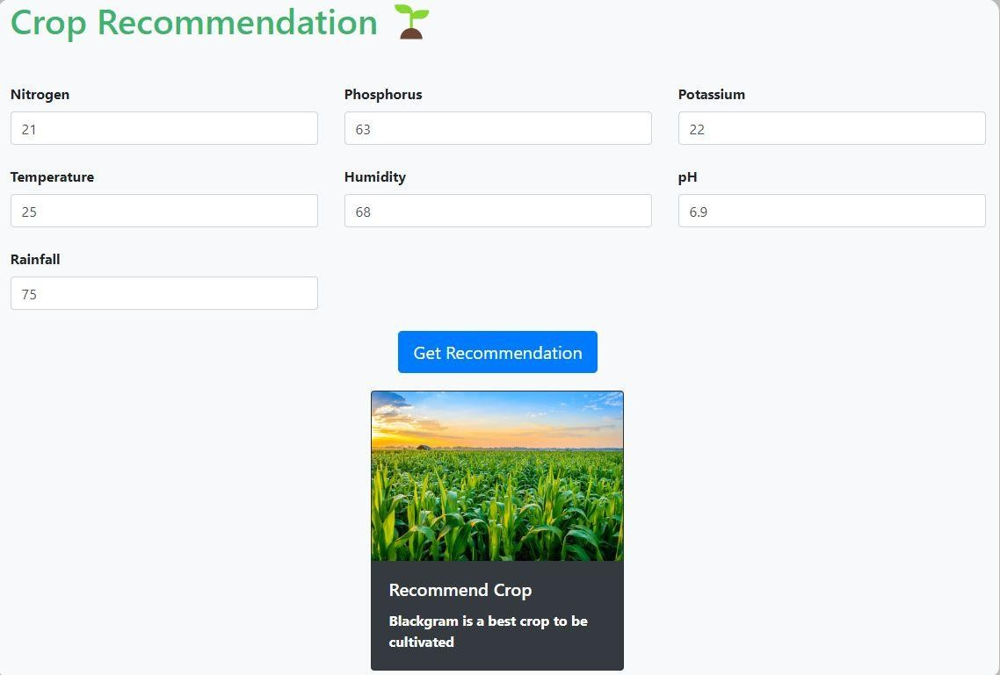 Crop Recommendation
Nitrogen Phosphorus Potassium
21 63 22
Temperature Humidity pH
25 68 6.9
Rainfall
75
Get Recommendation
Recommend Crop
Blackgram is a best crop to be
cultivated